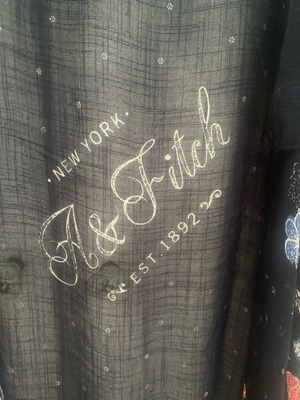 · NEW YORK ·
A & Fitch
EST. 1892